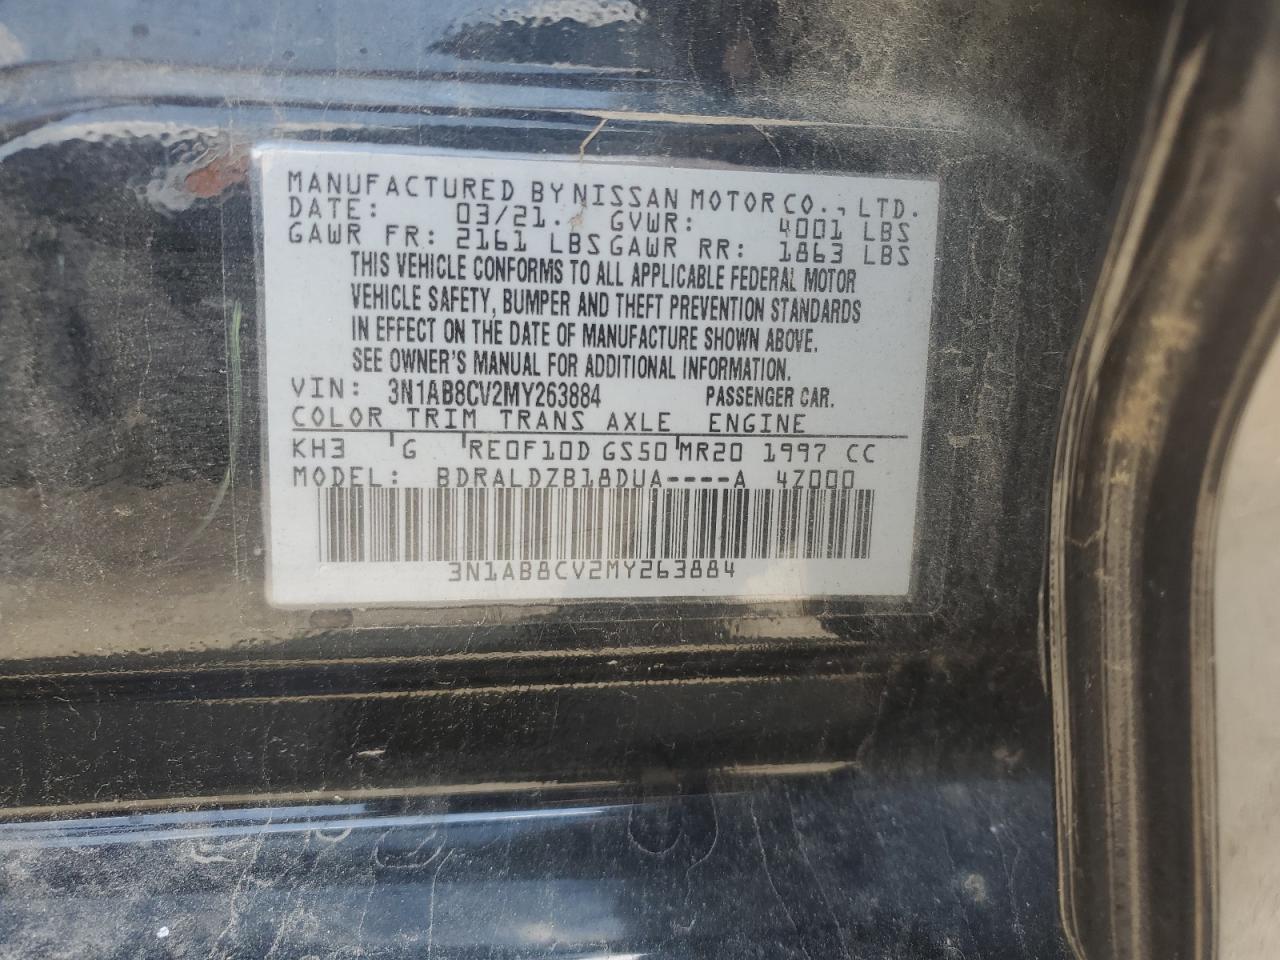 MANUFACTURED BY NISSAN MOTOR CO., LTD.
DATE: 03/21 GVWR: 4001 LBS
GAWR FR: 2161 LBS GAWR RR: 1863 LBS
THIS VEHICLE CONFORMS TO ALL APPLICABLE FEDERAL MOTOR
VEHICLE SAFETY, BUMPER AND THEFT PREVENTION STANDARDS
IN EFFECT ON THE DATE OF MANUFACTURE SHOWN ABOVE.
SEE OWNER'S MANUAL FOR ADDITIONAL INFORMATION.
VIN: 3N1AB8CV2MY263884 PASSENGER CAR.
COLOR TRIM TRANS AXLE ENGINE
KH3 G RE0F10D GS50 MR20 1997 CC
MODEL: BDRALDZB18DUA----A 47000
3N1AB8CV2MY263884